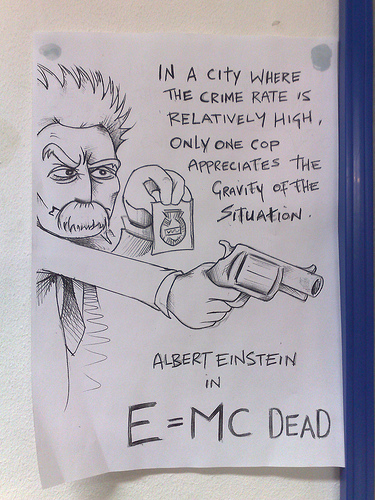 IN A CITY WHERE
THE CRIME RATE IS
RELATIVELY HIGH,
ONLY ONE COP
APPRECIATES THE
GRAVITY OF THE
SITUATION.
ALBERT EINSTEIN
IN
E=MC DEAD